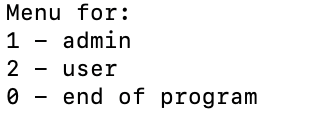 Menu for:
1 – admin
2 – user
0 – end of program